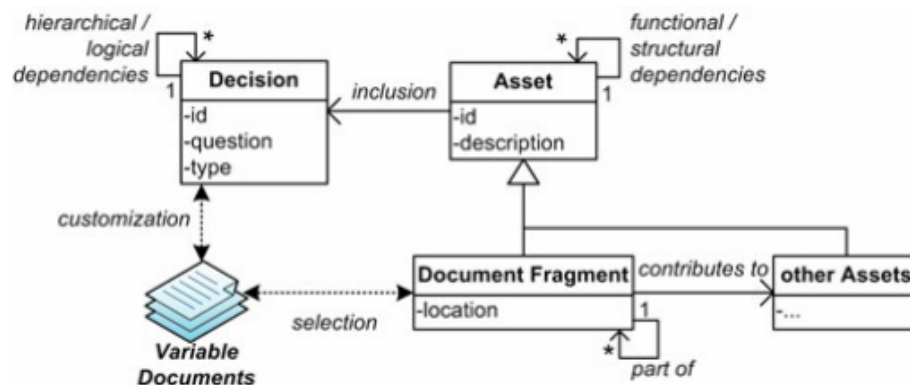 hierarchical /
logical
dependencies
*
1
Decision
-id
-question
-type
inclusion
Asset
-id
-description
*
1
functional /
structural
dependencies
customization
Variable
Documents
selection
Document Fragment
-location
contributes to
other Assets
-...
1
*
part of